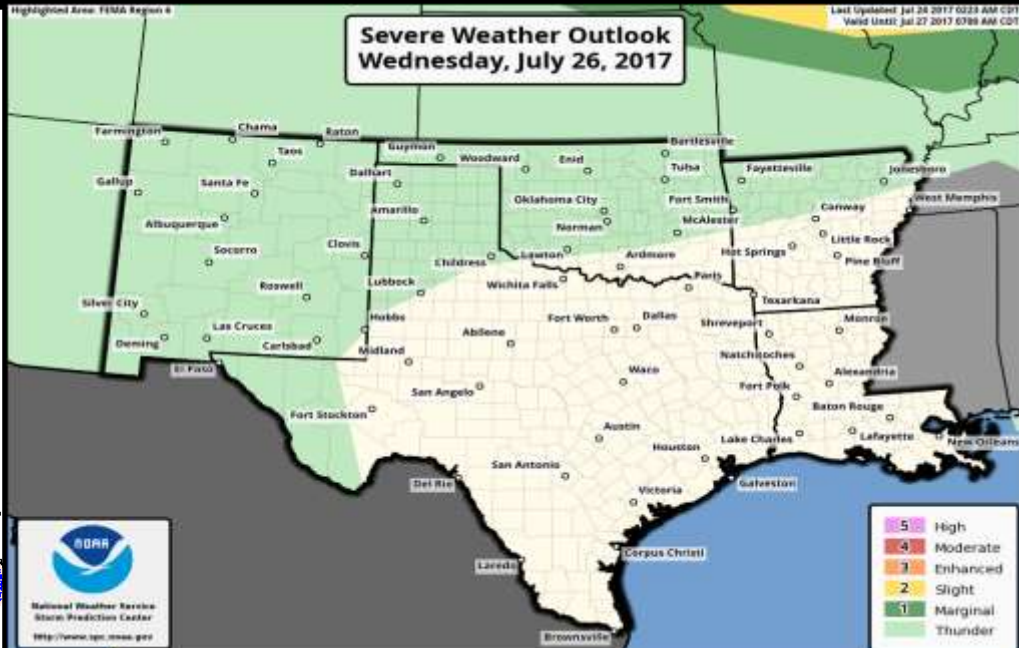 Highlighted Area: FEMA Region 6
Last Updated: Jul 24 2017 0223 AM CDT
Valid Until: Jul 27 2017 0700 AM CDT
Severe Weather Outlook
Wednesday, July 26, 2017
Farmington
Chama
Raton
Taos
Gallup
Santa Fe
Albuquerque
Socorro
Clovis
Roswell
Silver City
Las Cruces
Deming
Carlsbad
Hobbs
El Paso
Guymon
Woodward
Enid
Bartlesville
Tulsa
Dalhart
Amarillo
Oklahoma City
Norman
Fort Smith
McAlester
Fayetteville
Jonesboro
West Memphis
Conway
Little Rock
Hot Springs
Pine Bluff
Childress
Lawton
Ardmore
Lubbock
Wichita Falls
Paris
Texarkana
Fort Worth
Dallas
Shreveport
Monroe
Abilene
Midland
Natchitoches
Waco
Alexandria
San Angelo
Fort Polk
Fort Stockton
Baton Rouge
Austin
Houston
Lake Charles
Lafayette
New Orleans
San Antonio
Del Rio
Galveston
Victoria
Corpus Christi
Laredo
Brownsville
NOAA
National Weather Service
Storm Prediction Center
http://www.spc.noaa.gov
5 High
4 Moderate
3 Enhanced
2 Slight
1 Marginal
Thunder